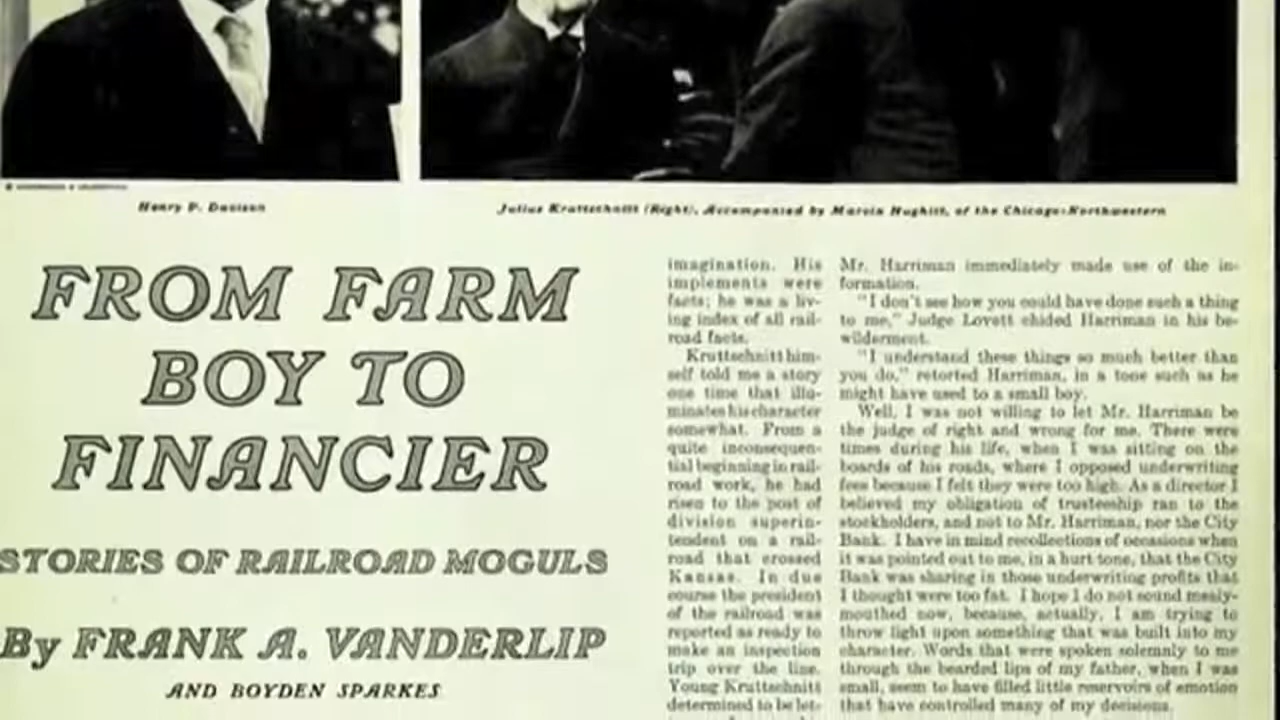 Henry P. Davison
Julius Kruttschnitt (Right), Accompanied by Marvin Hughitt, of the Chicago-Northwestern
FROM FARM
BOY TO
FINANCIER
STORIES OF RAILROAD MOGULS
By FRANK A. VANDERLIP
AND BOYDEN SPARKES
imagination. His
implements were
facts; he was a liv-
ing index of all rail-
road facts.
Kruttschnitt him-
self told me a story
one time that illu-
minates his character
somewhat. From a
quite inconsequen-
tial beginning in rail-
road work, he had
risen to the post of
division superin-
tendent on a rail-
road that crossed
Kansas. In due
course the president
of the railroad was
reported as ready to
make an inspection
trip over the line.
Young Kruttschnitt
determined to be let-
Mr. Harriman immediately made use of the in-
formation.
"I don't see how you could have done such a thing
to me," Judge Lovett chided Harriman in his be-
wilderment.
"I understand these things so much better than
you do," retorted Harriman, in a tone such as he
might have used to a small boy.
Well, I was not willing to let Mr. Harriman be
the judge of right and wrong for me. There were
times during his life, when I was sitting on the
boards of his roads, where I opposed underwriting
fees because I felt they were too high. As a director I
believed my obligation of trusteeship ran to the
stockholders, and not to Mr. Harriman, nor the City
Bank. I have in mind recollections of occasions when
it was pointed out to me, in a hurt tone, that the City
Bank was sharing in those underwriting profits that
I thought were too fat. I hope I do not sound mealy-
mouthed now, because, actually, I am trying to
throw light upon something that was built into my
character. Words that were spoken solemnly to me
through the bearded lips of my father, when I was
small, seem to have filled little reservoirs of emotion
that have controlled many of my decisions.